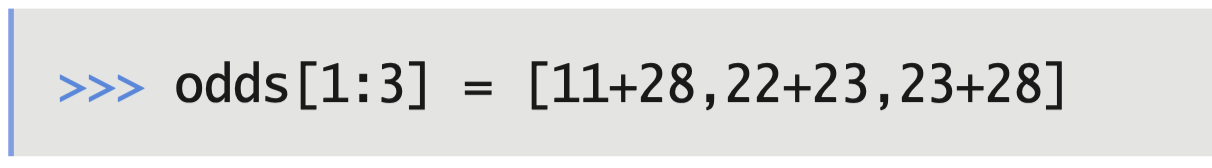 >>> odds[1:3] = [11+28,22+23,23+28]